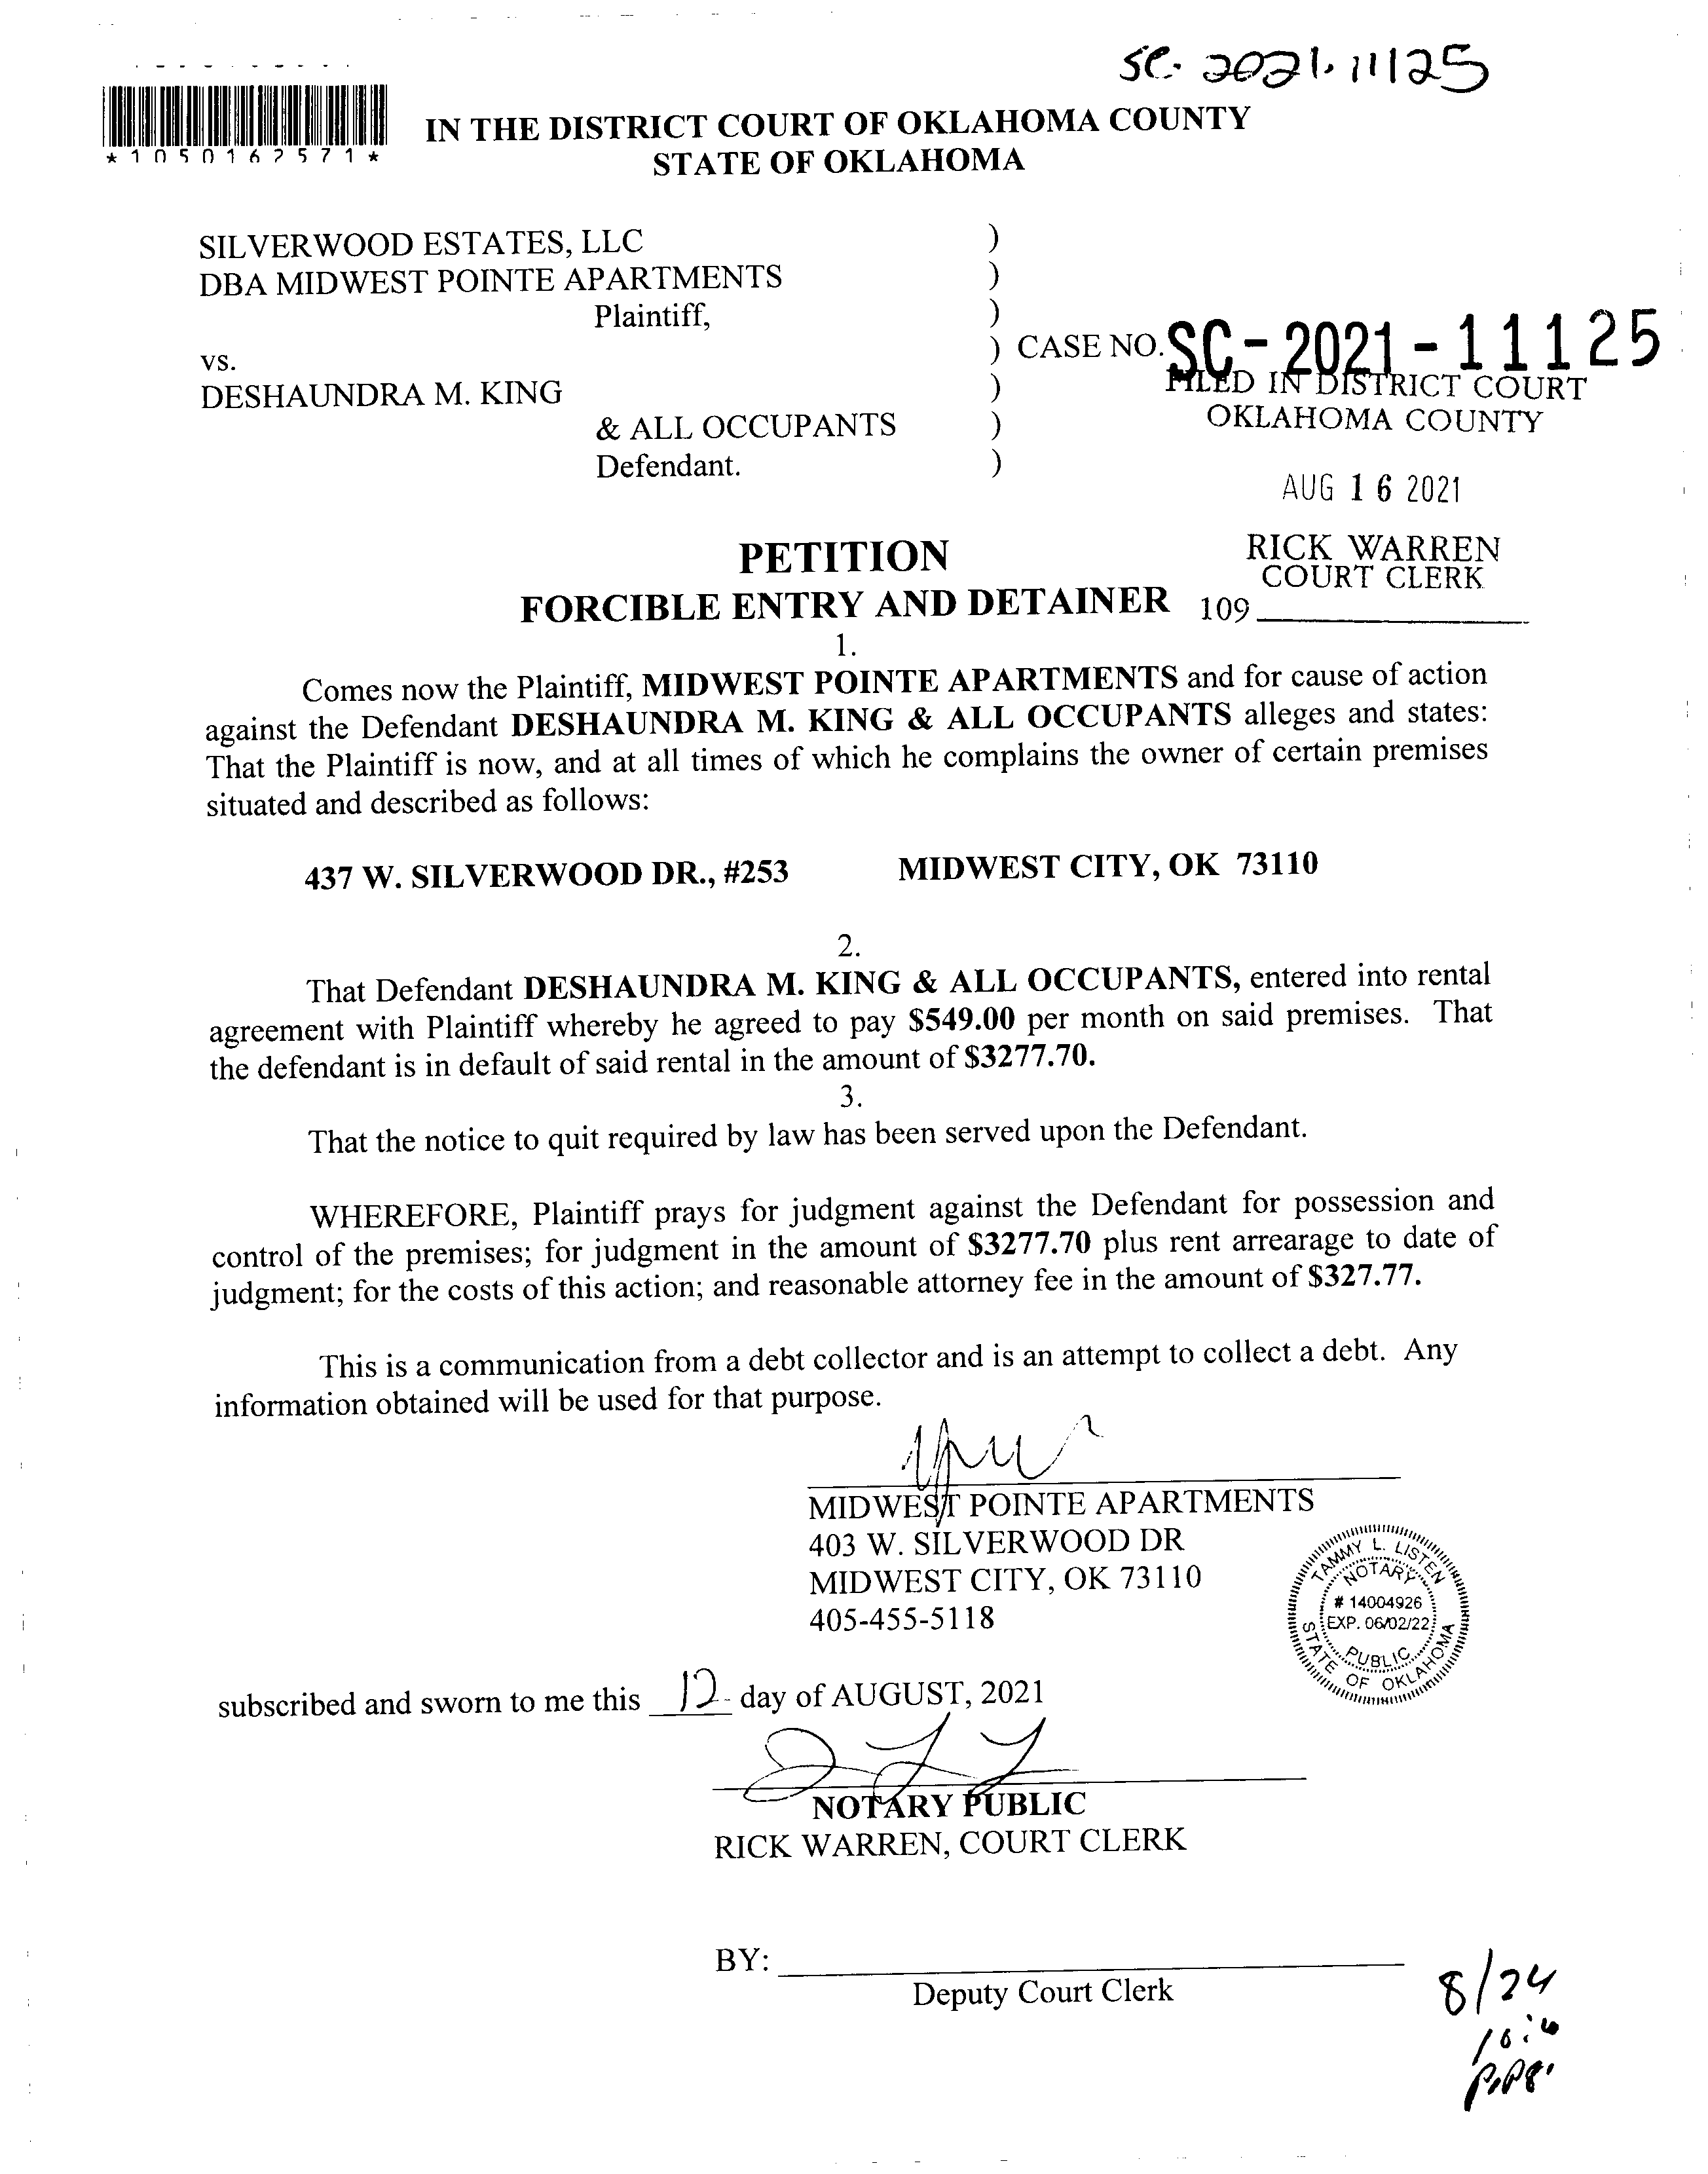 SC-2021-11125
*1050162571*
IN THE DISTRICT COURT OF OKLAHOMA COUNTY
STATE OF OKLAHOMA
SILVERWOOD ESTATES, LLC )
DBA MIDWEST POINTE APARTMENTS )
Plaintiff, )
) CASE NO. SC-2021-11125
vs.
DESHAUNDRA M. KING )
FILED IN DISTRICT COURT
OKLAHOMA COUNTY
& ALL OCCUPANTS )
Defendant. )
AUG 16 2021
RICK WARREN
COURT CLERK
109
PETITION
FORCIBLE ENTRY AND DETAINER
1.
Comes now the Plaintiff, MIDWEST POINTE APARTMENTS and for cause of action
against the Defendant DESHAUNDRA M. KING & ALL OCCUPANTS alleges and states:
That the Plaintiff is now, and at all times of which he complains the owner of certain premises
situated and described as follows:
437 W. SILVERWOOD DR., #253 MIDWEST CITY, OK 73110
2.
That Defendant DESHAUNDRA M. KING & ALL OCCUPANTS, entered into rental
agreement with Plaintiff whereby he agreed to pay $549.00 per month on said premises. That
the defendant is in default of said rental in the amount of $3277.70.
3.
That the notice to quit required by law has been served upon the Defendant.
WHEREFORE, Plaintiff prays for judgment against the Defendant for possession and
control of the premises; for judgment in the amount of $3277.70 plus rent arrearage to date of
judgment; for the costs of this action; and reasonable attorney fee in the amount of $327.77.
This is a communication from a debt collector and is an attempt to collect a debt. Any
information obtained will be used for that purpose.
MIDWEST POINTE APARTMENTS
403 W. SILVERWOOD DR
MIDWEST CITY, OK 73110
405-455-5118
TAMMY L. LISTEN
NOTARY
# 14004926
EXP. 06/02/22
PUBLIC
STATE OF OKLAHOMA
subscribed and sworn to me this 12 day of AUGUST, 2021
NOTARY PUBLIC
RICK WARREN, COURT CLERK
BY:
Deputy Court Clerk
8/24